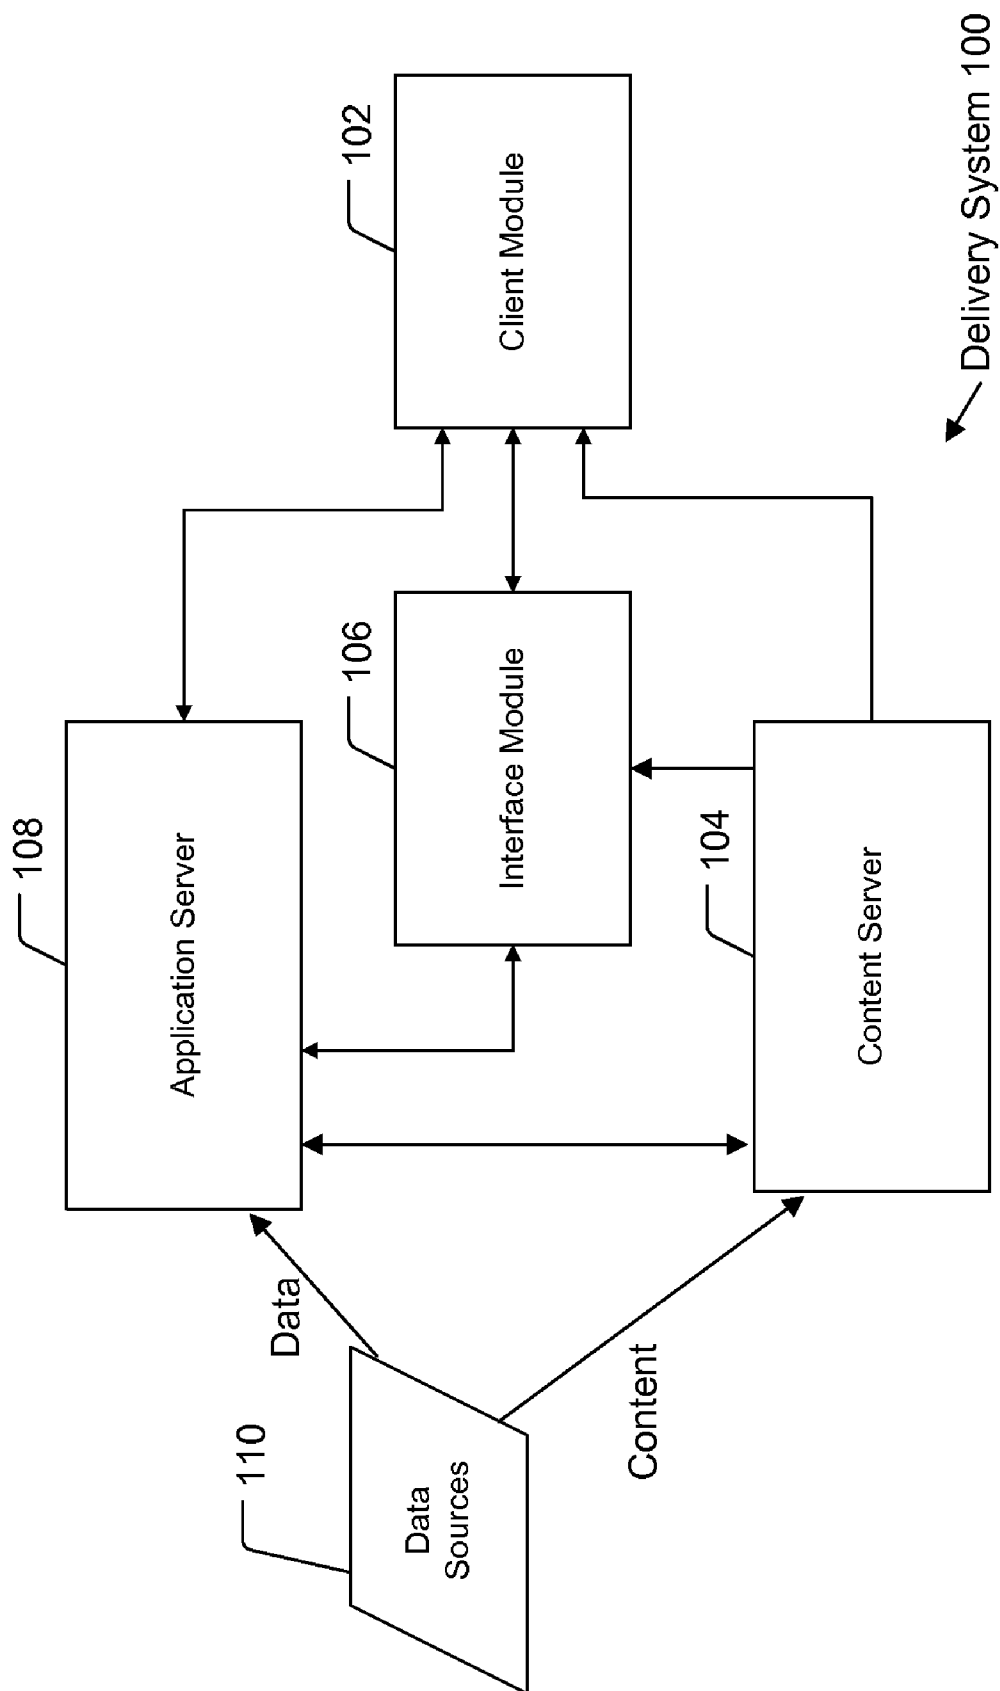 108
Application Server
102
Client Module
106
Interface Module
110
Data
Sources
Data
Content
104
Content Server
Delivery System 100